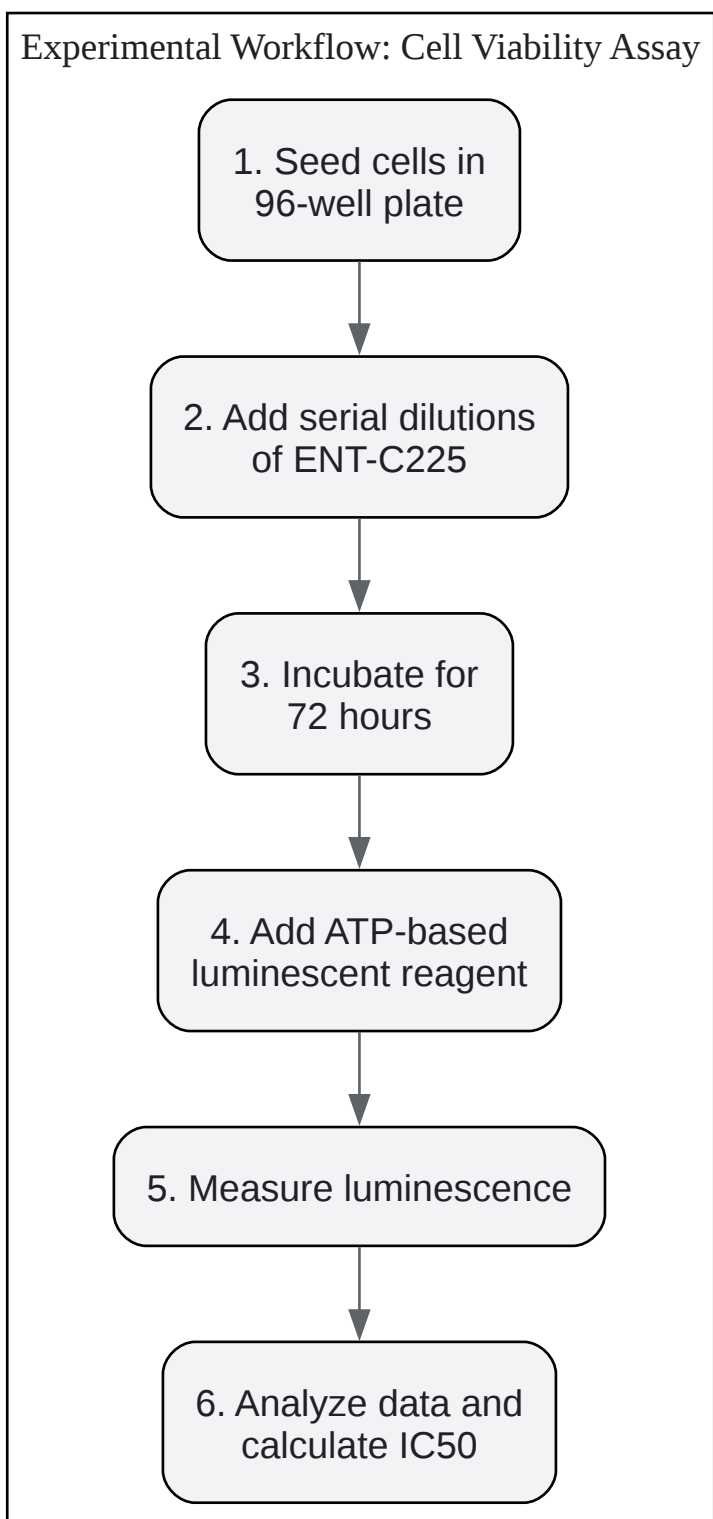 Experimental Workflow: Cell Viability Assay
1. Seed cells in
96-well plate
2. Add serial dilutions
of ENT-C225
3. Incubate for
72 hours
4. Add ATP-based
luminescent reagent
5. Measure luminescence
6. Analyze data and
calculate IC50